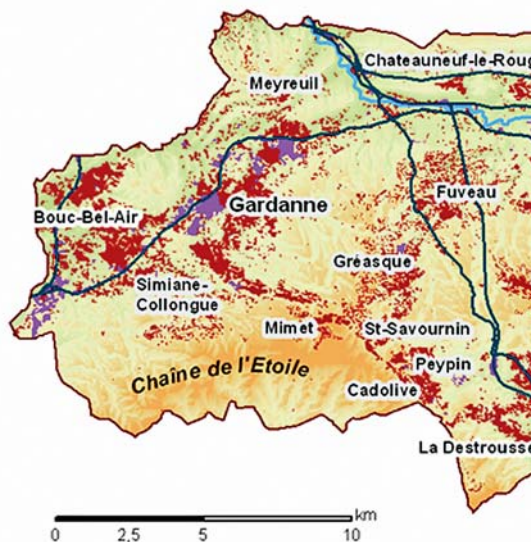 Chateauneuf-le-Roug
Meyreuil
Fuveau
Gardanne
Bouc-Bel-Air
Gréasque
Simiane-
Collongue
Mimet
St-Savournin
Peypin
Chaîne de l'Etoile
Cadolive
La Destrousse
km
0 2,5 5 10